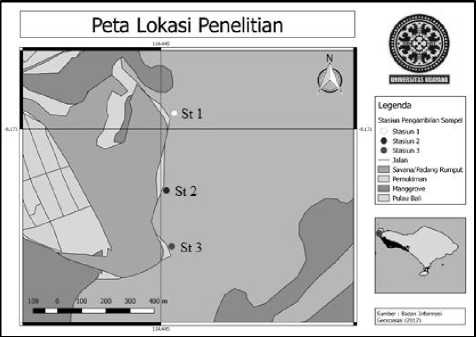 Peta Lokasi Penelitian
114.445
N
St 1
-8.171
-8.171
St 2
St 3
100 0 100 200 300 400 m
114.445
UNIVERSITAS UDAYANA
Legenda
Stasiun Pengambilan Sampel
Stasiun 1
Stasiun 2
Stasiun 3
Jalan
Savana/Padang Rumput
Pemukiman
Manggrove
Pulau Bali
Sumber : Badan Informasi
Geospasial (2017)